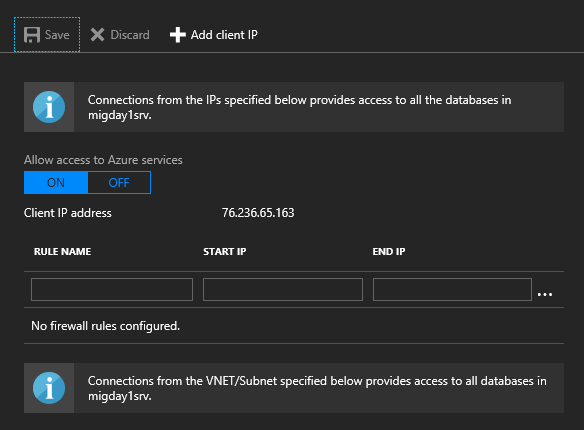 Save Discard Add client IP
Connections from the IPs specified below provides access to all the databases in
migday1srv.
Allow access to Azure services
ON OFF
Client IP address 76.236.65.163
RULE NAME START IP END IP
...
No firewall rules configured.
Connections from the VNET/Subnet specified below provides access to all databases in
migday1srv.